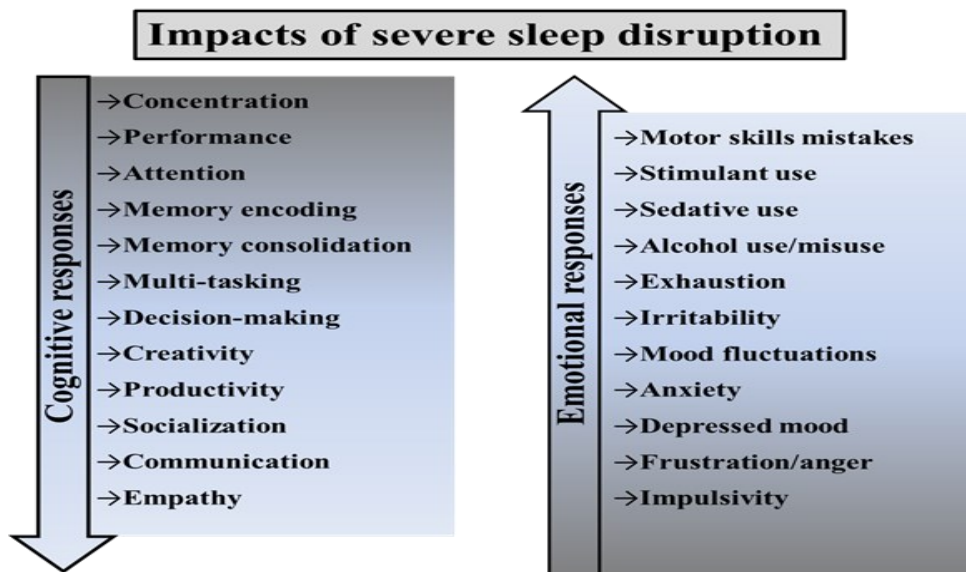 Impacts of severe sleep disruption
Cognitive responses
→Concentration
→Performance
→Attention
→Memory encoding
→Memory consolidation
→Multi-tasking
→Decision-making
→Creativity
→Productivity
→Socialization
→Communication
→Empathy
Emotional responses
→Motor skills mistakes
→Stimulant use
→Sedative use
→Alcohol use/misuse
→Exhaustion
→Irritability
→Mood fluctuations
→Anxiety
→Depressed mood
→Frustration/anger
→Impulsivity